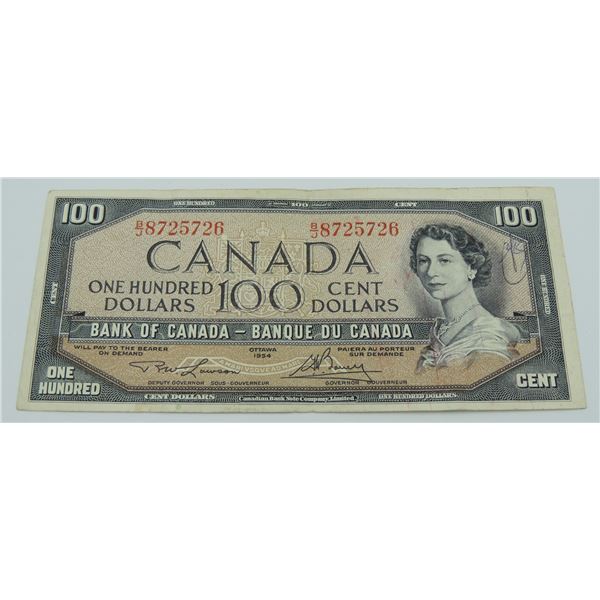 ONE HUNDRED 100 CENT
100 B/J 8725726 B/J 8725726 100
CANADA
ONE HUNDRED DOLLARS 100 CENT DOLLARS
BANK OF CANADA – BANQUE DU CANADA
WILL PAY TO THE BEARER ON DEMAND
OTTAWA 1954
PAIERA AU PORTEUR SUR DEMANDE
R W Lawson
DEPUTY GOVERNOR SOUS-GOUVERNEUR
GOVERNOR GOUVERNEUR
ONE HUNDRED
CENT
CENT DOLLARS
Canadian Bank Note Company, Limited.
ONE HUNDRED DOLLARS